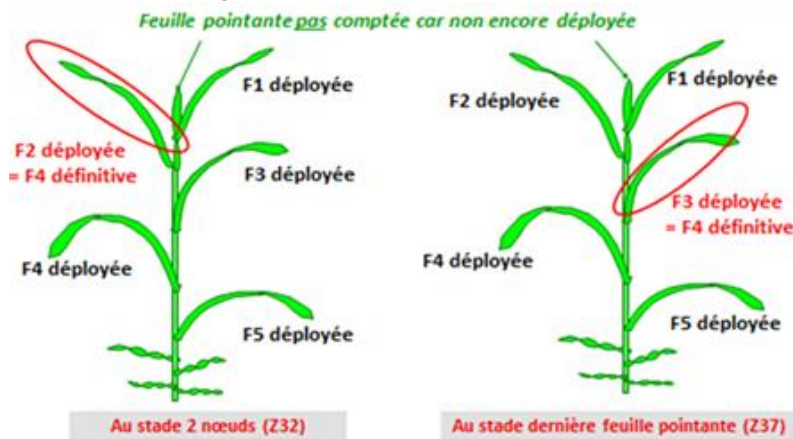 Feuille pointante pas comptée car non encore déployée
F1 déployée
F2 déployée
= F4 définitive
F3 déployée
F4 déployée
F5 déployée
Au stade 2 nœuds (Z32)
F1 déployée
F2 déployée
F3 déployée
= F4 définitive
F4 déployée
F5 déployée
Au stade dernière feuille pointante (Z37)